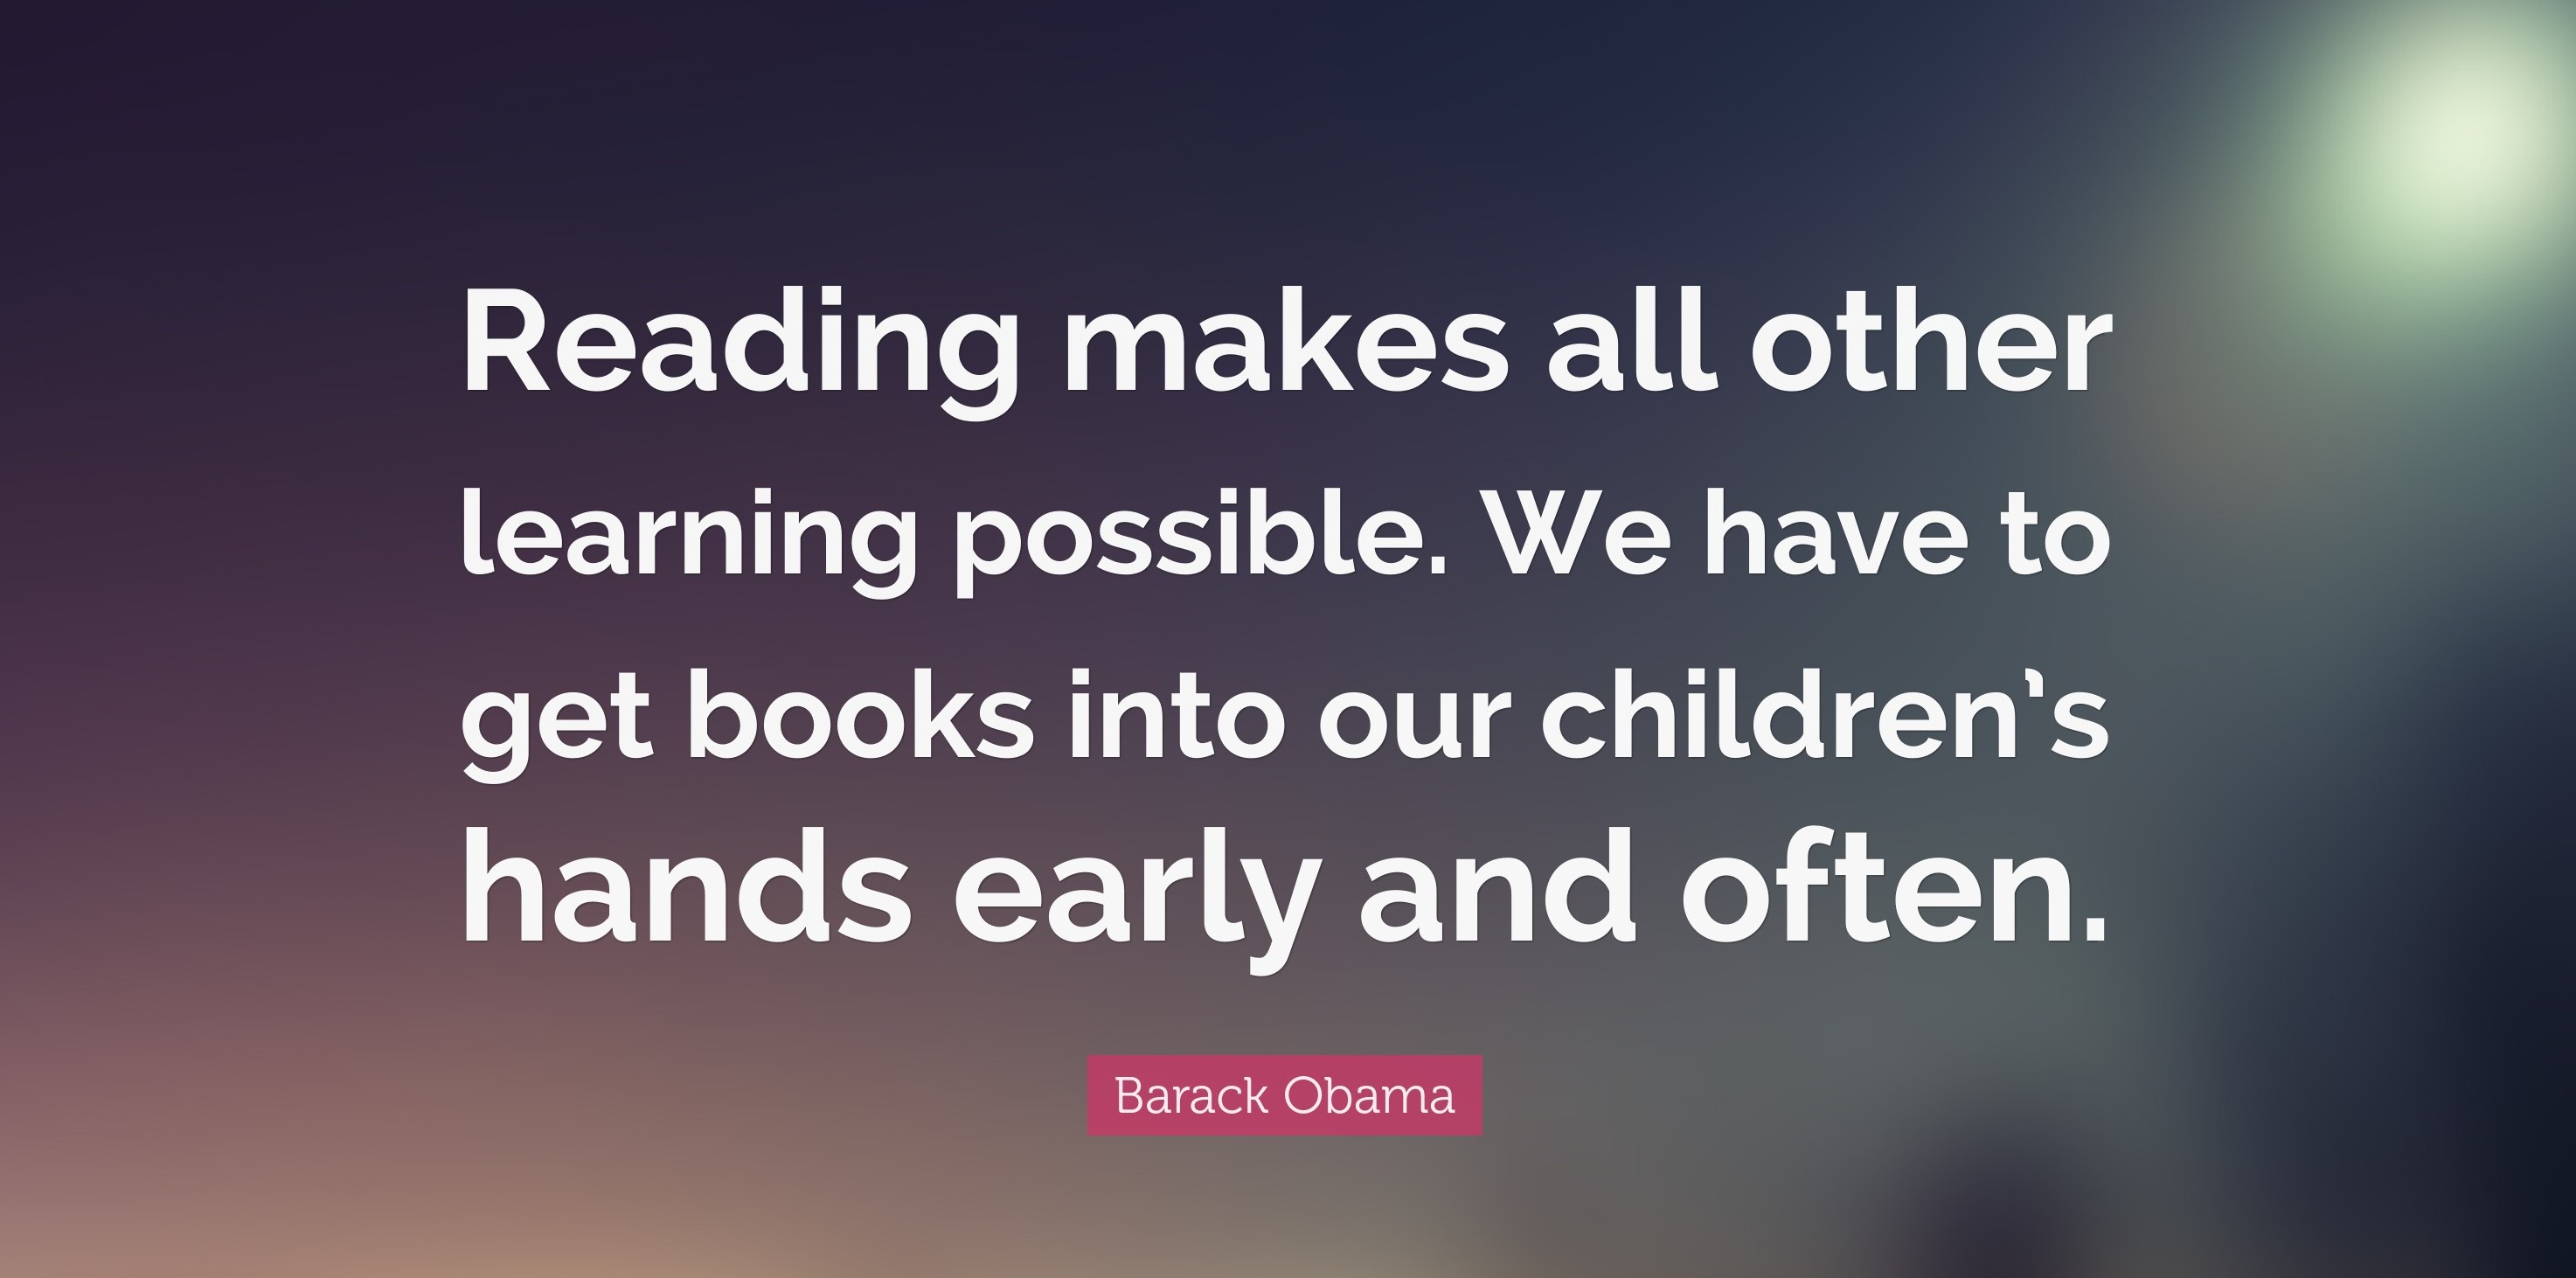 Reading makes all other
learning possible. We have to
get books into our children’s
hands early and often.
Barack Obama